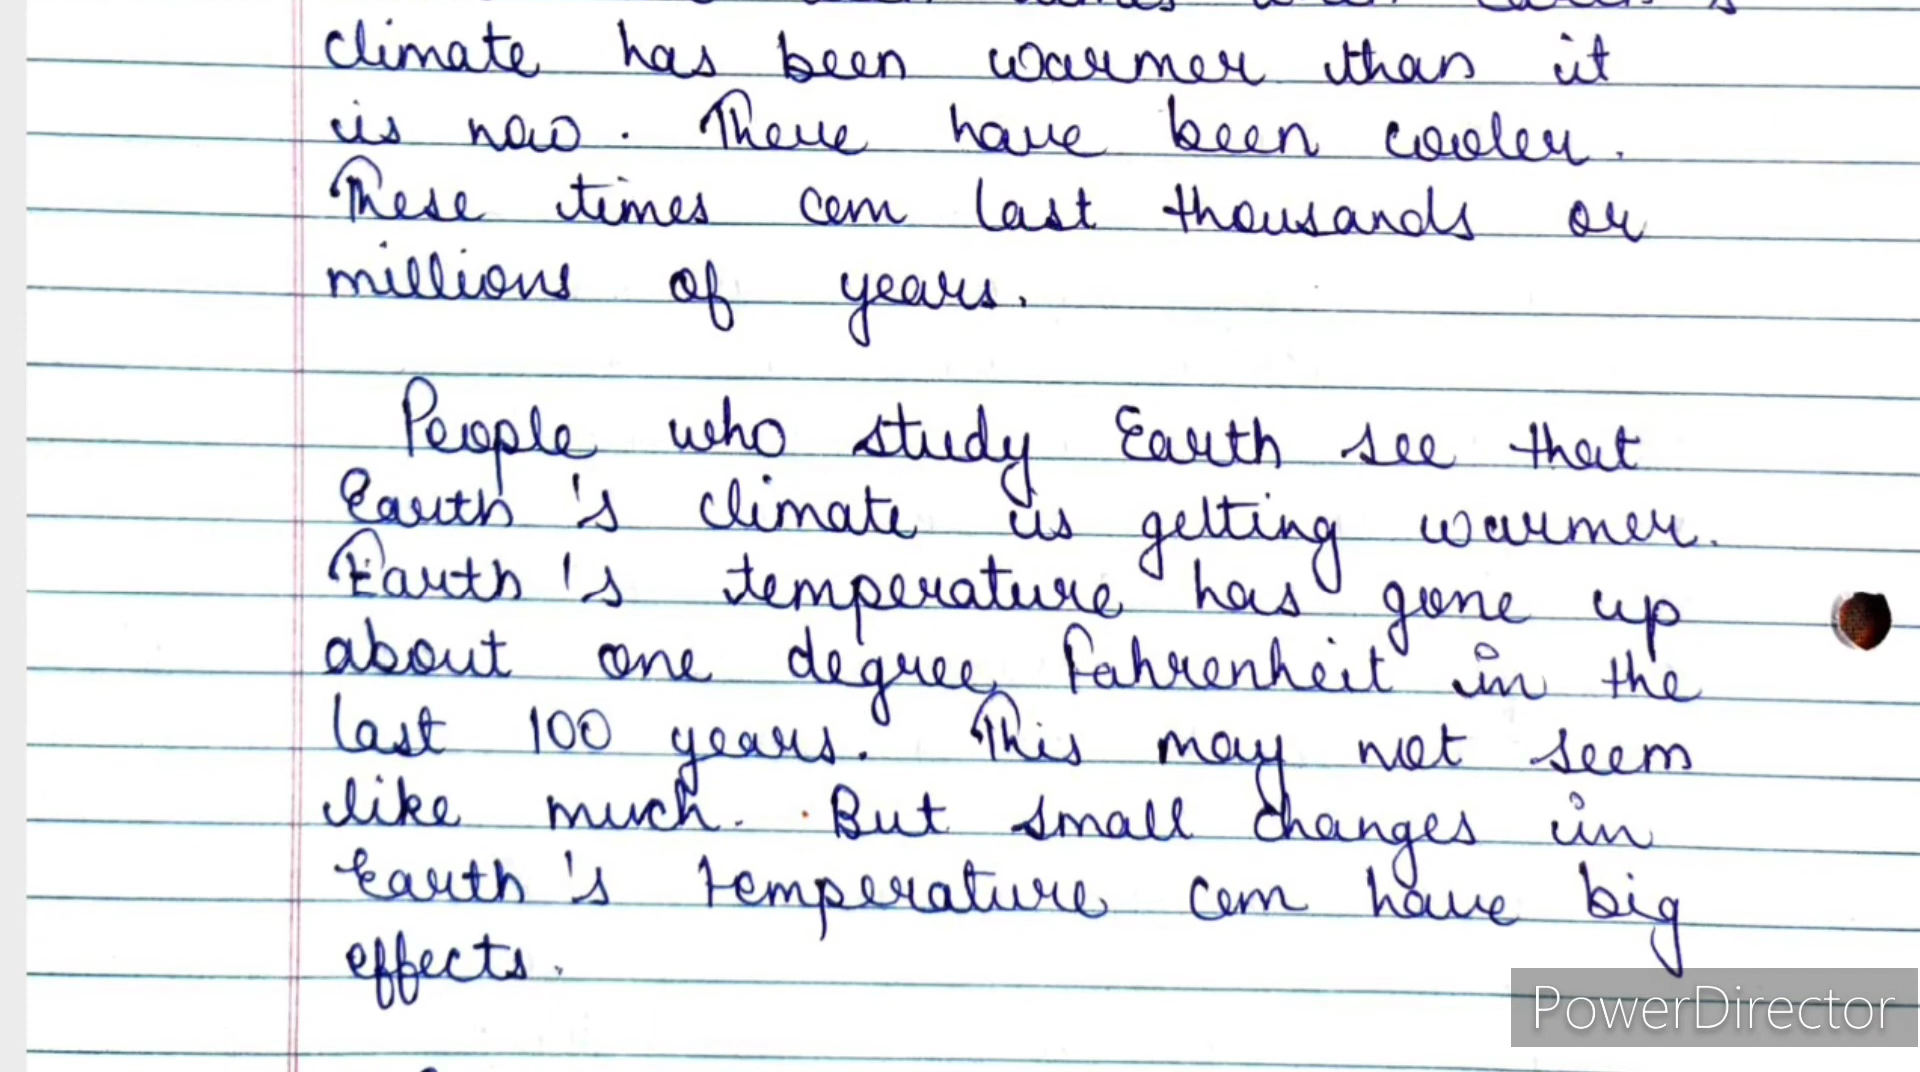 climate has been warmer than it
is now. There have been cooler.
These times can last thousands or
millions of years.
People who study Earth see that
Earth's climate is getting warmer.
Earth's temperature has gone up
about one degree Fahrenheit in the
last 100 years. This may not seem
like much. But small changes in
Earth's temperature can have big
effects.
PowerDirector